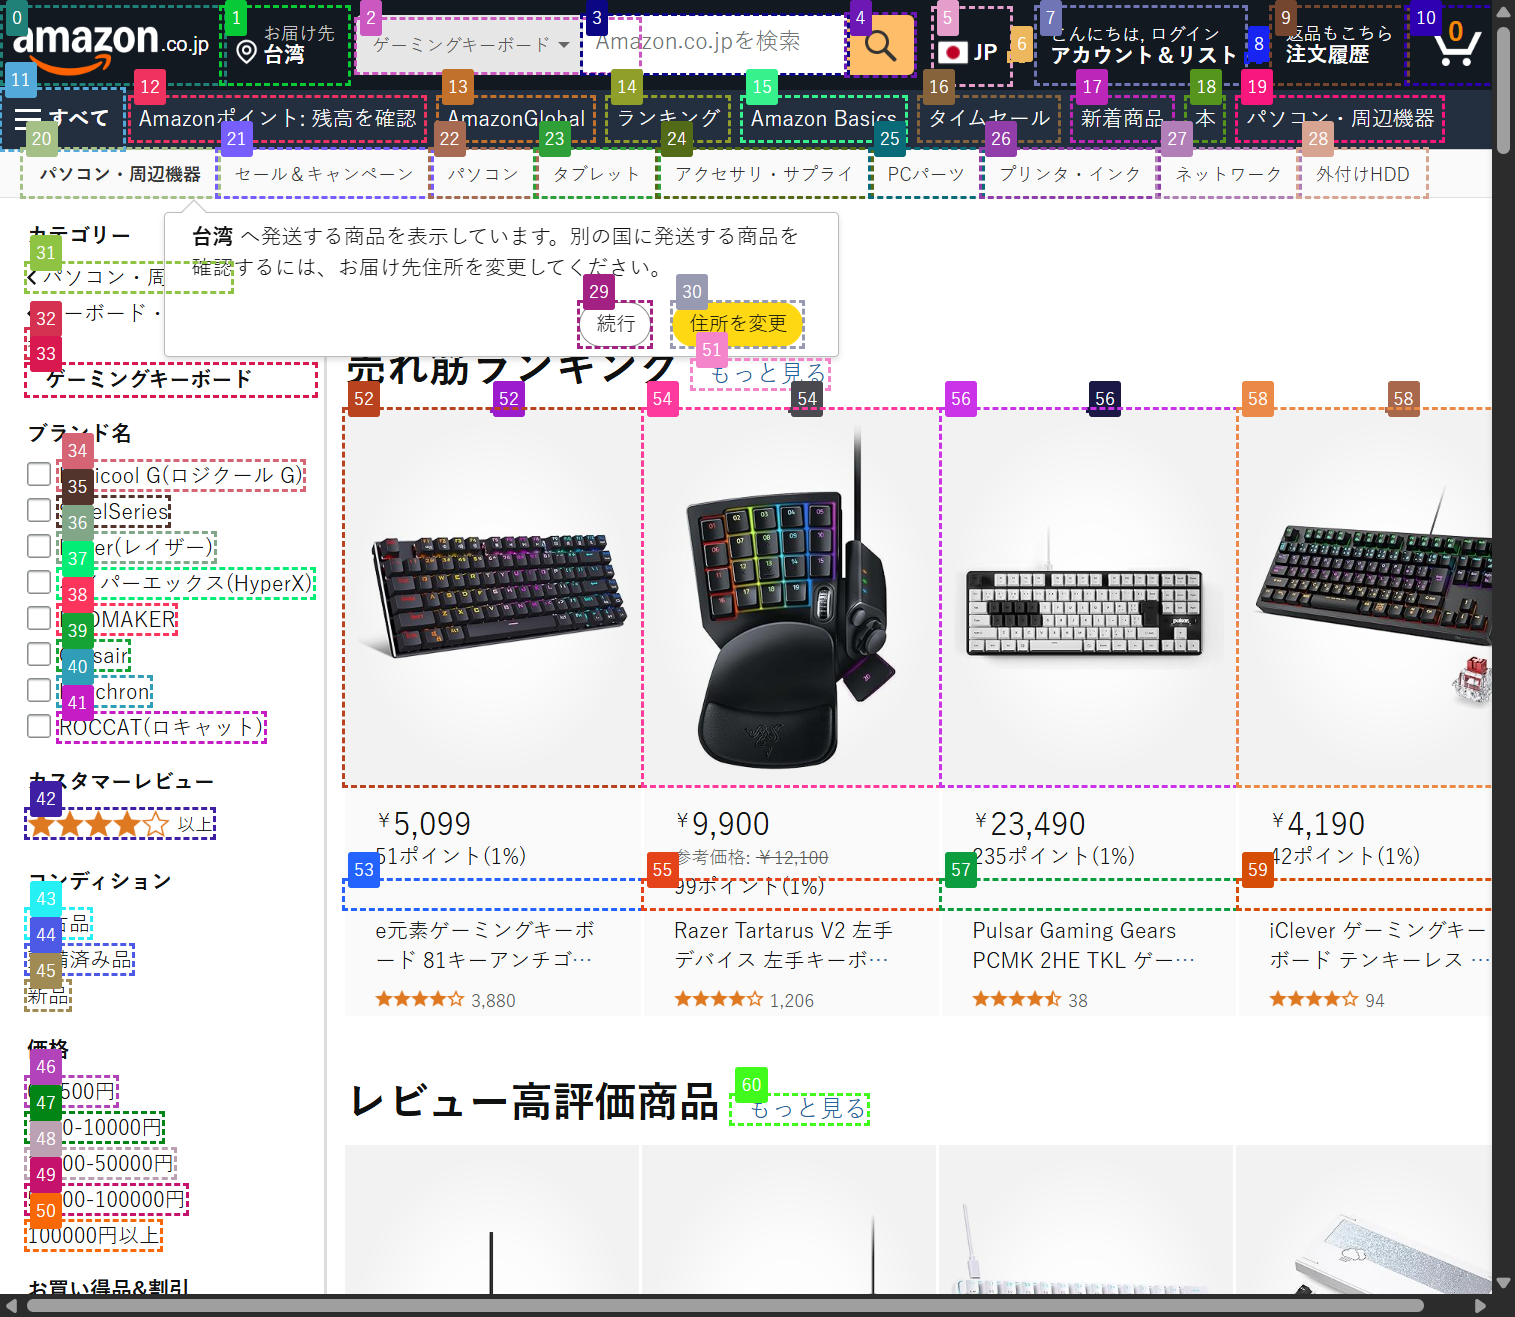 amazon.co.jp
お届け先
台湾
ゲーミングキーボード
Amazon.co.jpを検索
JP
こんにちは, ログイン
アカウント&リスト
返品もこちら
注文履歴
0
すべて
Amazonポイント: 残高を確認
AmazonGlobal
ランキング
Amazon Basics
タイムセール
新着商品
本
パソコン・周辺機器
パソコン・周辺機器
セール&キャンペーン
パソコン
タブレット
アクセサリ・サプライ
PCパーツ
プリンタ・インク
ネットワーク
外付けHDD
台湾 へ発送する商品を表示しています。別の国に発送する商品を
確認するには、お届け先住所を変更してください。
続行
住所を変更
カテゴリー
パソコン・周
ーボード・
ゲーミングキーボード
ブランド名
icool G(ロジクール G)
elSeries
er(レイザー)
イパーエックス(HyperX)
OMAKER
sair
chron
ROCCAT(ロキャット)
カスタマーレビュー
以上
コンディション
古品
備済み品
新品
価格
500円
0-10000円
00-50000円
00-100000円
100000円以上
お買い得品&割引
売れ筋ランキング
もっと見る
¥5,099
51ポイント(1%)
e元素ゲーミングキーボ
ード 81キーアンチゴ…
3,880
¥9,900
参考価格: ¥12,100
99ポイント(1%)
Razer Tartarus V2 左手
デバイス 左手キーボ…
1,206
¥23,490
235ポイント(1%)
Pulsar Gaming Gears
PCMK 2HE TKL ゲー…
38
¥4,190
42ポイント(1%)
iClever ゲーミングキー
ボード テンキーレス …
94
レビュー高評価商品
もっと見る
0
1
2
3
4
5
6
7
8
9
10
11
12
13
14
15
16
17
18
19
20
21
22
23
24
25
26
27
28
29
30
31
32
33
34
35
36
37
38
39
40
41
42
43
44
45
46
47
48
49
50
51
52
52
54
54
56
56
58
58
53
55
57
59
60